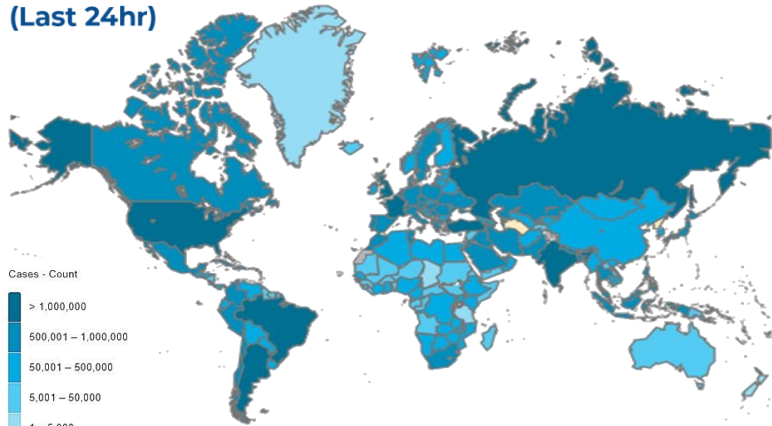 (Last 24hr)
Cases - Count
> 1,000,000
500,001 – 1,000,000
50,001 – 500,000
5,001 – 50,000